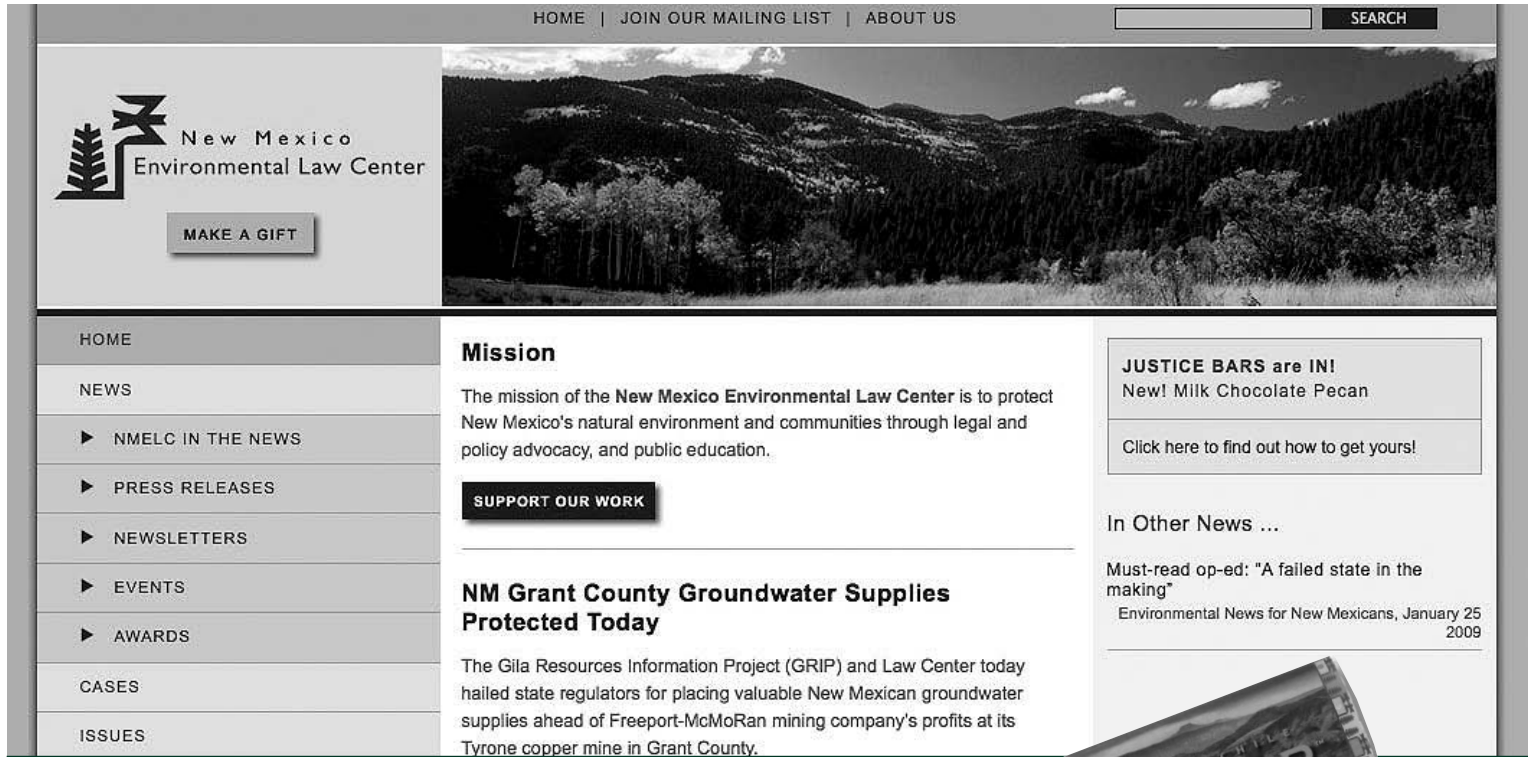 HOME | JOIN OUR MAILING LIST | ABOUT US
SEARCH
New Mexico
Environmental Law Center
MAKE A GIFT
HOME
NEWS
NMELC IN THE NEWS
PRESS RELEASES
NEWSLETTERS
EVENTS
AWARDS
CASES
ISSUES
Mission
The mission of the New Mexico Environmental Law Center is to protect
New Mexico's natural environment and communities through legal and
policy advocacy, and public education.
SUPPORT OUR WORK
NM Grant County Groundwater Supplies
Protected Today
The Gila Resources Information Project (GRIP) and Law Center today
hailed state regulators for placing valuable New Mexican groundwater
supplies ahead of Freeport-McMoRan mining company's profits at its
Tyrone copper mine in Grant County.
JUSTICE BARS are IN!
New! Milk Chocolate Pecan
Click here to find out how to get yours!
In Other News ...
Must-read op-ed: "A failed state in the
making"
Environmental News for New Mexicans, January 25
2009